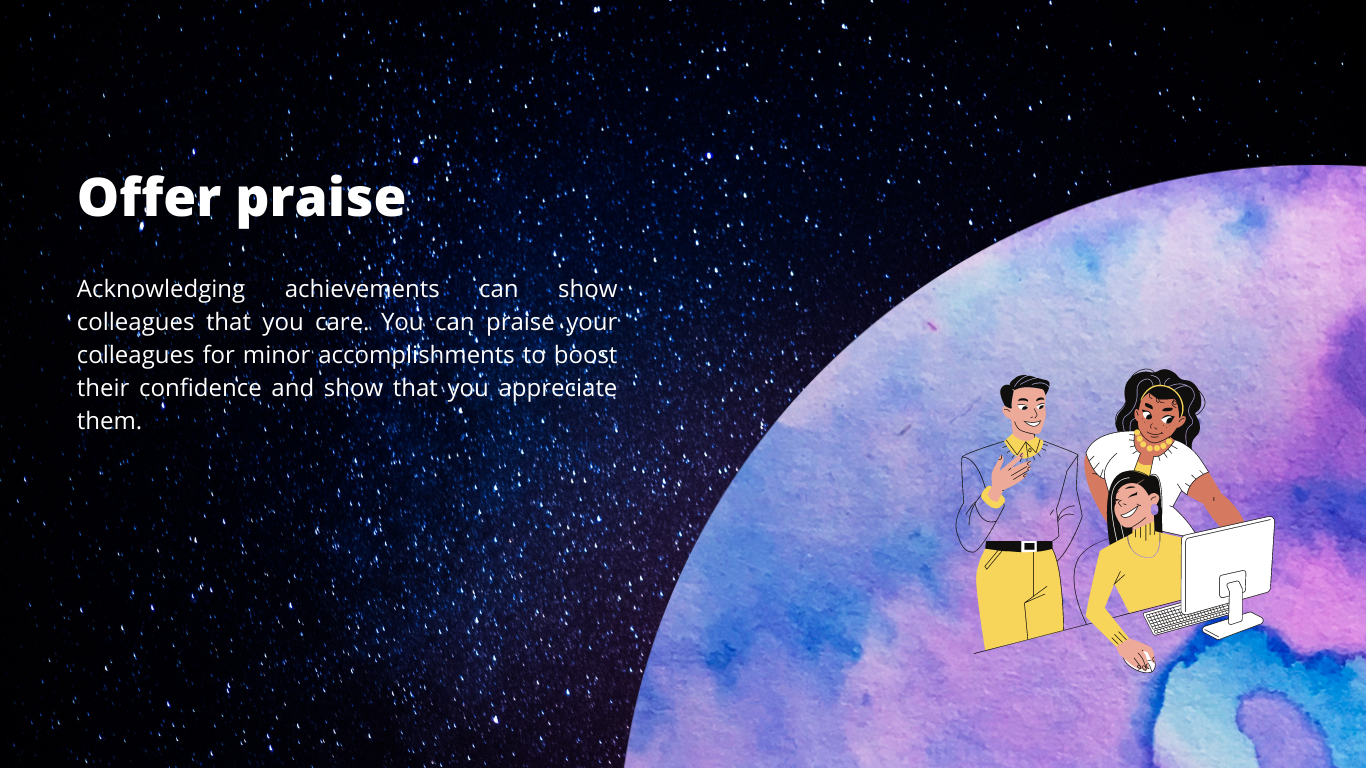 Offer praise
Acknowledging achievements can show
colleagues that you care. You can praise your
colleagues for minor accomplishments to boost
their confidence and show that you appreciate
them.